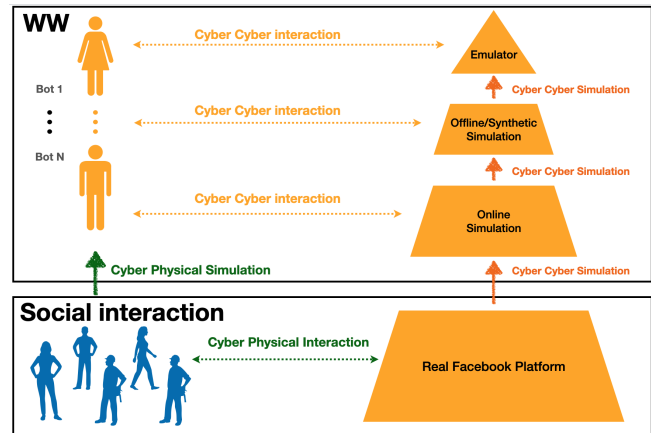 WW
Cyber Cyber interaction
Emulator
Bot 1
Cyber Cyber Simulation
Cyber Cyber interaction
Offline/Synthetic
Simulation
Bot N
Cyber Cyber Simulation
Cyber Cyber interaction
Online
Simulation
Cyber Physical Simulation
Cyber Cyber Simulation
Social interaction
Cyber Physical Interaction
Real Facebook Platform